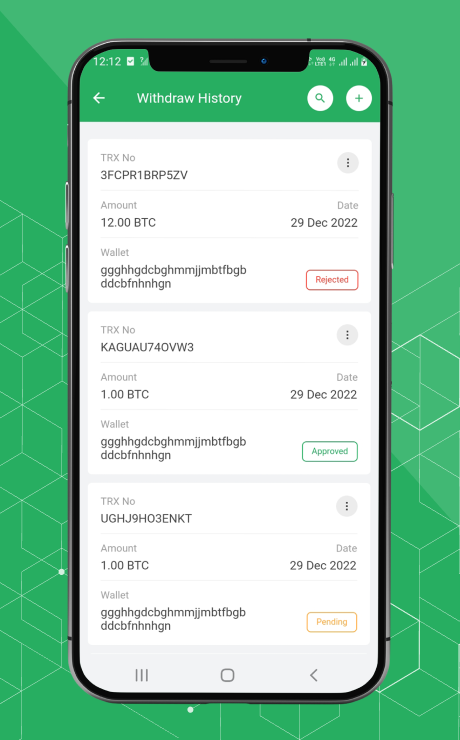 12:12
Withdraw History
TRX No
3FCPR1BRP5ZV
Amount Date
12.00 BTC 29 Dec 2022
Wallet
ggghhgdcbghmmjjmbtfbgb
ddcbfnhnhgn
Rejected
TRX No
KAGUAU74OVW3
Amount Date
1.00 BTC 29 Dec 2022
Wallet
ggghhgdcbghmmjjmbtfbgb
ddcbfnhnhgn
Approved
TRX No
UGHJ9HO3ENKT
Amount Date
1.00 BTC 29 Dec 2022
Wallet
ggghhgdcbghmmjjmbtfbgb
ddcbfnhnhgn
Pending